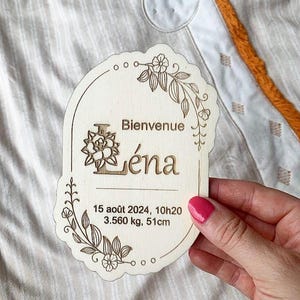 Bienvenue
Léna
15 août 2024, 10h20
3.560 kg, 51cm